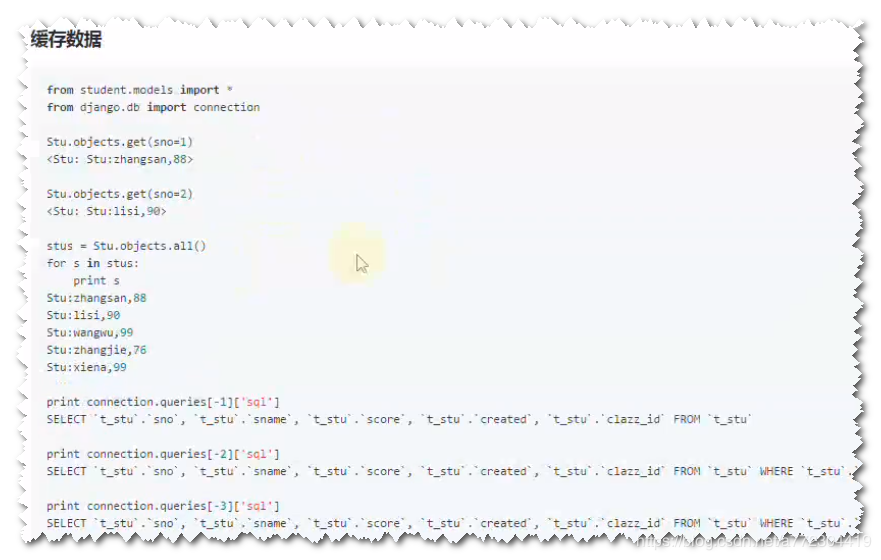 缓存数据
from student.models import *
from django.db import connection
Stu.objects.get(sno=1)
<Stu: Stu:zhangsan,88>
Stu.objects.get(sno=2)
<Stu: Stu:lisi,90>
stus = Stu.objects.all()
for s in stus:
    print s
Stu:zhangsan,88
Stu:lisi,90
Stu:wangwu,99
Stu:zhangjie,76
Stu:xiena,99
print connection.queries[-1]['sql']
SELECT `t_stu`.`sno`, `t_stu`.`sname`, `t_stu`.`score`, `t_stu`.`created`, `t_stu`.`clazz_id` FROM `t_stu`
print connection.queries[-2]['sql']
SELECT `t_stu`.`sno`, `t_stu`.`sname`, `t_stu`.`score`, `t_stu`.`created`, `t_stu`.`clazz_id` FROM `t_stu` WHERE `t_stu`.
print connection.queries[-3]['sql']
SELECT `t_stu`.`sno`, `t_stu`.`sname`, `t_stu`.`score`, `t_stu`.`created`, `t_stu`.`clazz_id` FROM `t_stu` WHERE `t_stu`.